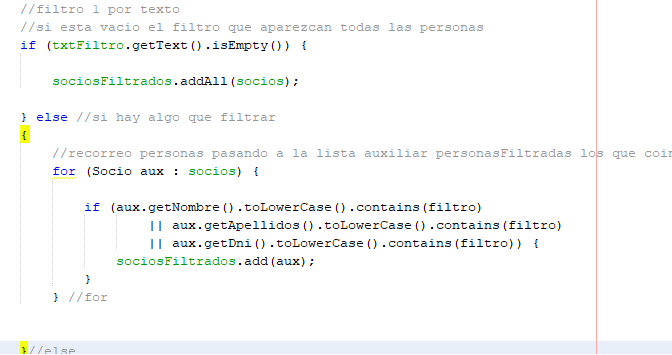 //filtro 1 por texto
//si esta vacio el filtro que aparezcan todas las personas
if (txtFiltro.getText().isEmpty()) {
sociosFiltrados.addAll(socios);
} else //si hay algo que filtrar
{
//recorreo personas pasando a la lista auxiliar personasFiltradas los que
for (Socio aux : socios) {
if (aux.getNombre().toLowerCase().contains(filtro)
|| aux.getApellidos().toLowerCase().contains(filtro)
|| aux.getDni().toLowerCase().contains(filtro)) {
sociosFiltrados.add(aux);
}
} //for
}//else